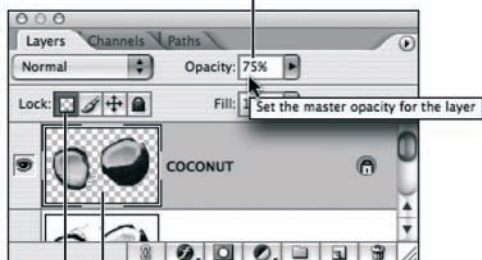 Layers Channels Paths
Normal Opacity: 75%
Lock: Fill: 1
Set the master opacity for the layer
COCONUT